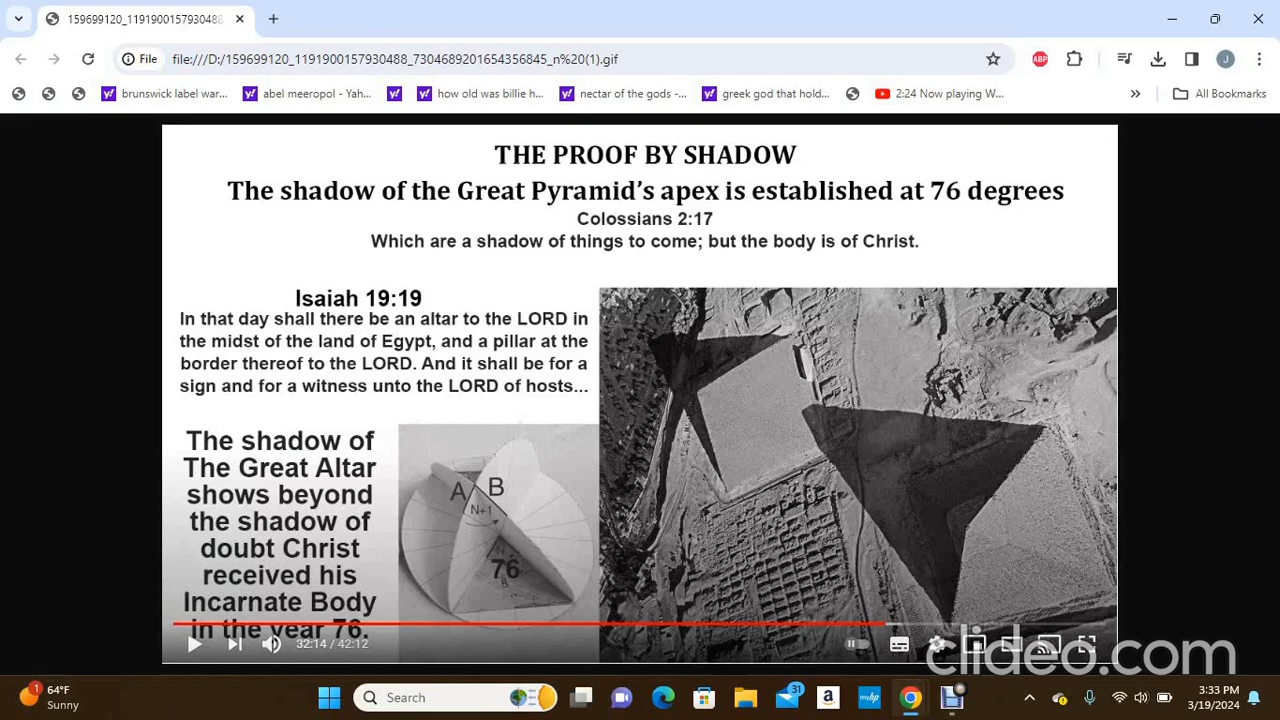 159699120_1191900157930488
File
file:///D:/159699120_1191900157930488_7304689201654356845_n%20(1).gif
ABP
J
brunswick label war...
abel meeropol - Yah...
how old was billie h...
nectar of the gods -...
greek god that hold...
2:24 Now playing W...
All Bookmarks
THE PROOF BY SHADOW
The shadow of the Great Pyramid's apex is established at 76 degrees
Colossians 2:17
Which are a shadow of things to come; but the body is of Christ.
Isaiah 19:19
In that day shall there be an altar to the LORD in
the midst of the land of Egypt, and a pillar at the
border thereof to the LORD. And it shall be for a
sign and for a witness unto the LORD of hosts...
The shadow of
The Great Altar
shows beyond
the shadow of
doubt Christ
received his
Incarnate Body
in the year 76.
A B
N+1
76
32:14 / 42:12
clideo.com
1
64°F
Sunny
Search
31
a
hp
3:33 PM
3/19/2024